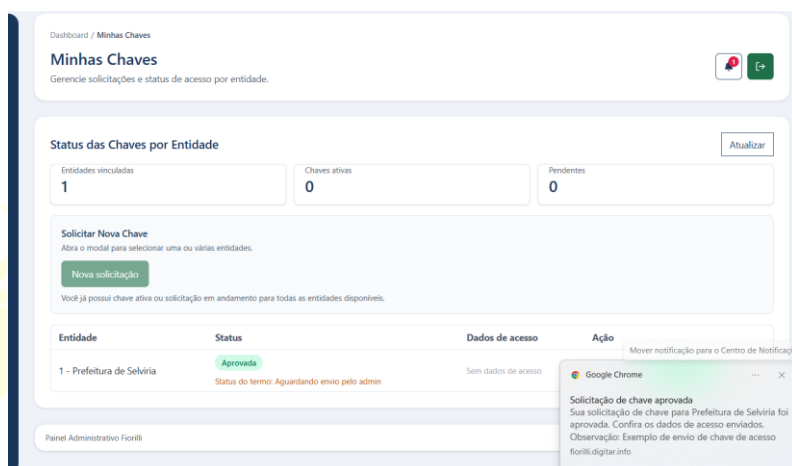 Dashboard / Minhas Chaves
Minhas Chaves
Gerencie solicitações e status de acesso por entidade.
1
Status das Chaves por Entidade
Atualizar
Entidades vinculadas
1
Chaves ativas
0
Pendentes
0
Solicitar Nova Chave
Abra o modal para selecionar uma ou várias entidades.
Nova solicitação
Você já possui chave ativa ou solicitação em andamento para todas as entidades disponíveis.
Entidade Status Dados de acesso Ação
Mover notificação para o Centro de Notificaç
1 - Prefeitura de Selviria
Aprovada
Status do termo: Aguardando envio pelo admin
Sem dados de acesso
Google Chrome
Solicitação de chave aprovada
Sua solicitação de chave para Prefeitura de Selviria foi
aprovada. Confira os dados de acesso enviados.
Observação: Exemplo de envio de chave de acesso
fiorilli.digitar.info
Painel Administrativo Fiorilli